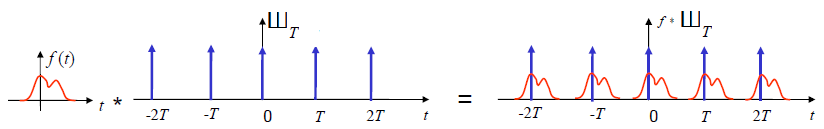 f(t)
t
*
Ш_T
-2T -T 0 T 2T t
=
f * Ш_T
-2T -T 0 T 2T t